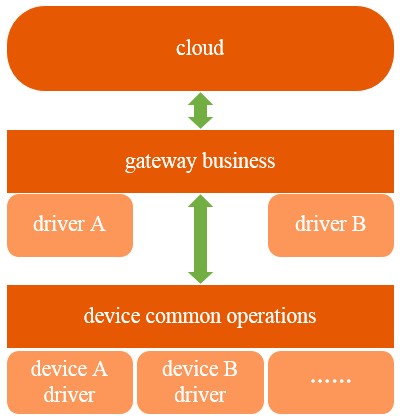 cloud
gateway business
driver A
driver B
device common operations
device A
driver
device B
driver
……